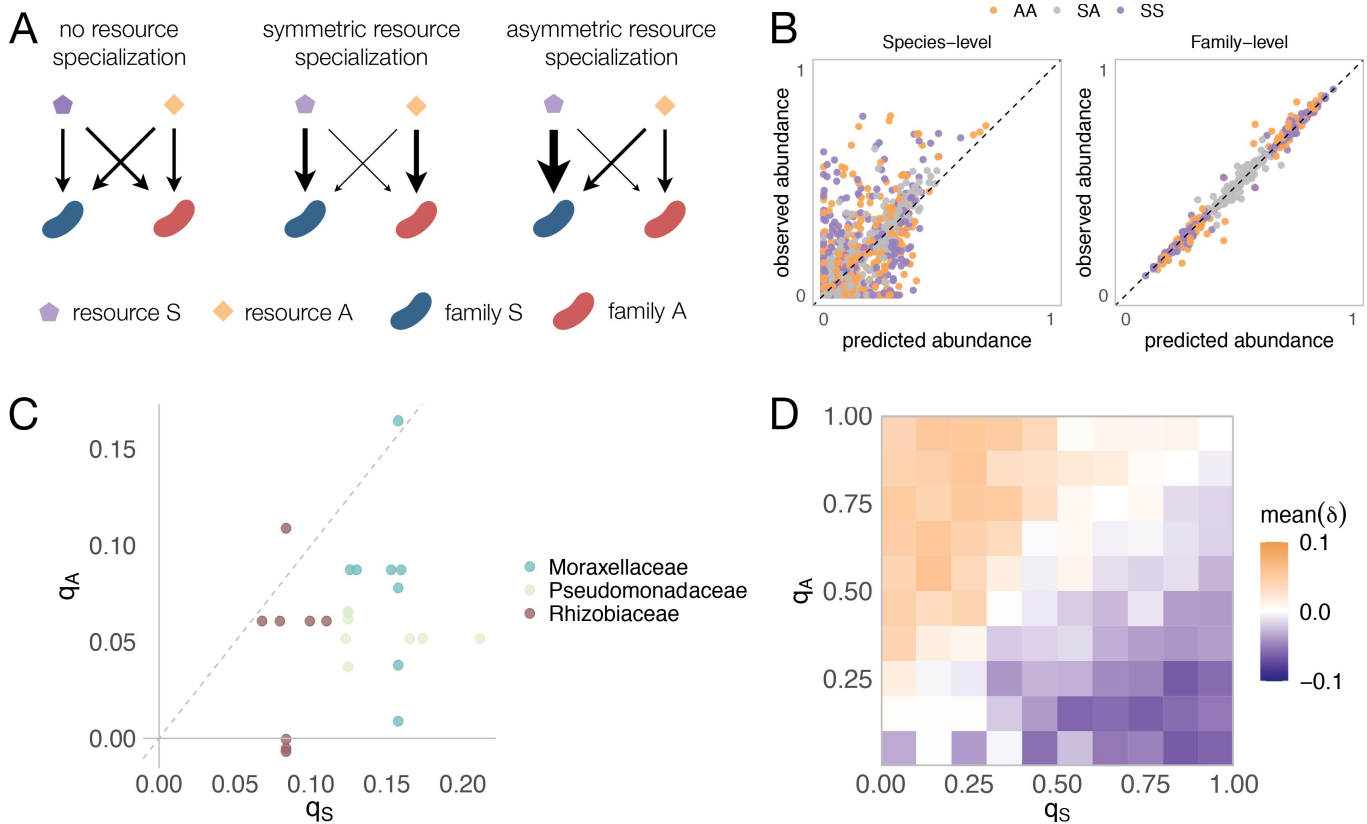 A
no resource
specialization
symmetric resource
specialization
asymmetric resource
specialization
resource S
resource A
family S
family A
B
AA
SA
SS
Species−level
Family−level
observed abundance
1
0
0
1
predicted abundance
observed abundance
1
0
0
1
predicted abundance
C
qA
0.15
0.10
0.05
0.00
0.00
0.05
0.10
0.15
0.20
qS
Moraxellaceae
Pseudomonadaceae
Rhizobiaceae
D
qA
1.00
0.75
0.50
0.25
0.00
0.25
0.50
0.75
1.00
qS
mean(δ)
0.1
0.0
−0.1